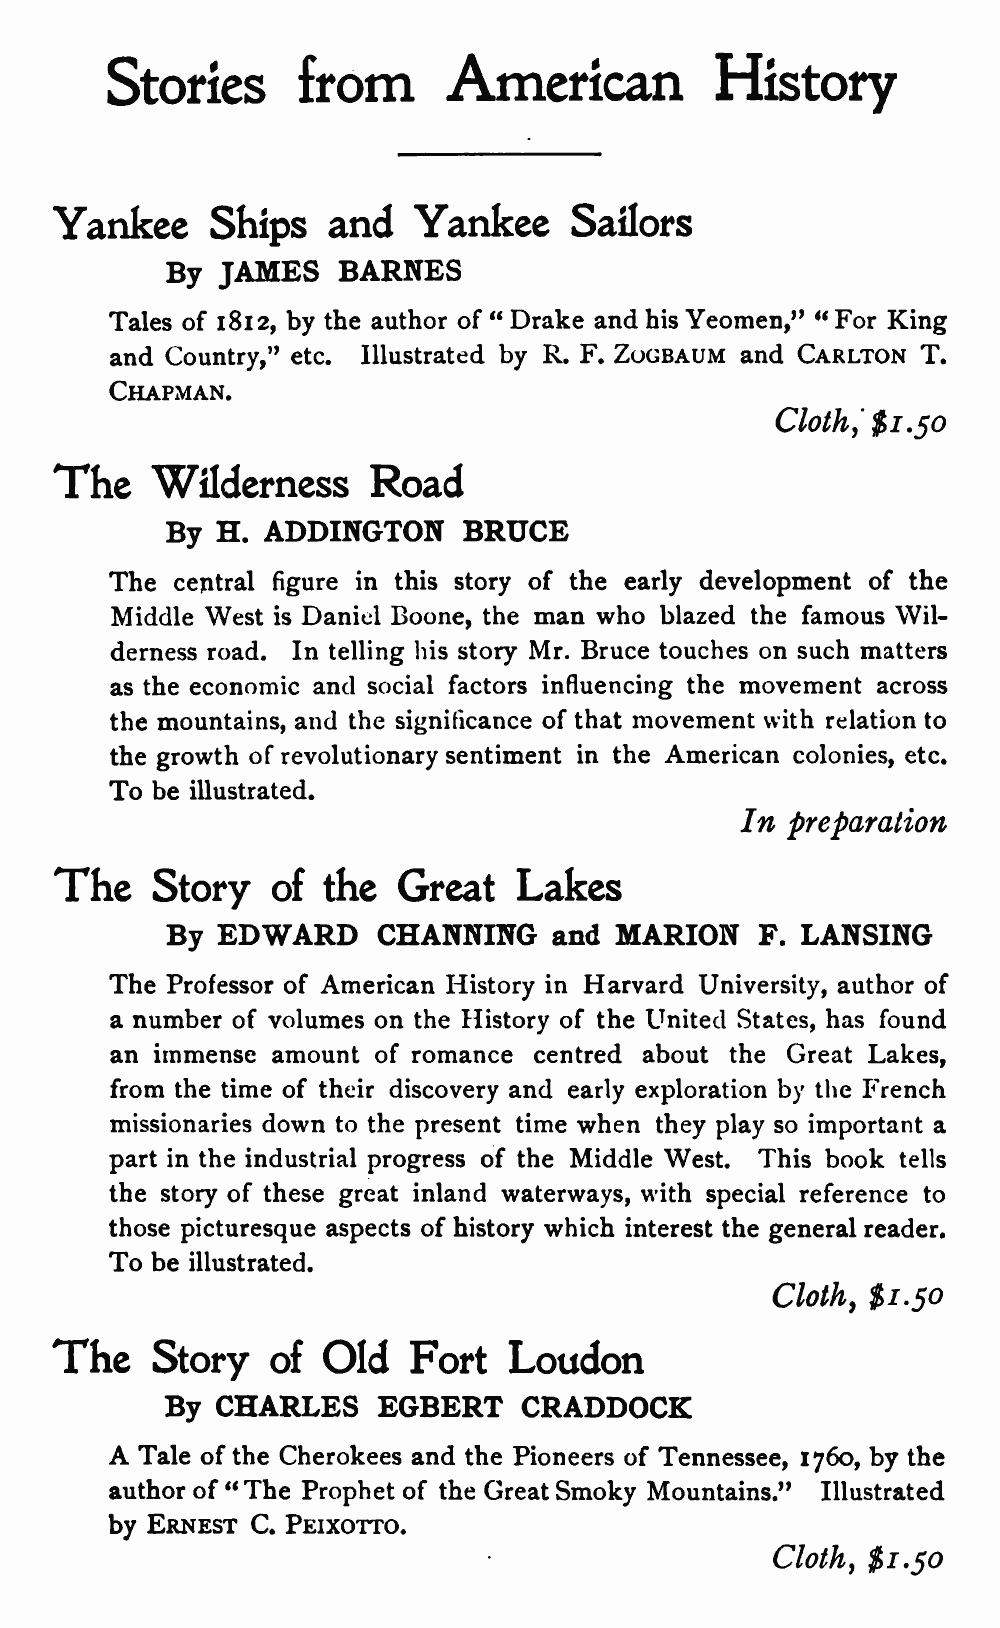 Stories from American History
Yankee Ships and Yankee Sailors
By JAMES BARNES
Tales of 1812, by the author of “Drake and his Yeomen,” “For King
and Country,” etc. Illustrated by R. F. ZOGBAUM and CARLTON T.
CHAPMAN.
Cloth, $1.50
The Wilderness Road
By H. ADDINGTON BRUCE
The central figure in this story of the early development of the
Middle West is Daniel Boone, the man who blazed the famous Wil-
derness road. In telling his story Mr. Bruce touches on such matters
as the economic and social factors influencing the movement across
the mountains, and the significance of that movement with relation to
the growth of revolutionary sentiment in the American colonies, etc.
To be illustrated.
In preparation
The Story of the Great Lakes
By EDWARD CHANNING and MARION F. LANSING
The Professor of American History in Harvard University, author of
a number of volumes on the History of the United States, has found
an immense amount of romance centred about the Great Lakes,
from the time of their discovery and early exploration by the French
missionaries down to the present time when they play so important a
part in the industrial progress of the Middle West. This book tells
the story of these great inland waterways, with special reference to
those picturesque aspects of history which interest the general reader.
To be illustrated.
Cloth, $1.50
The Story of Old Fort Loudon
By CHARLES EGBERT CRADDOCK
A Tale of the Cherokees and the Pioneers of Tennessee, 1760, by the
author of “The Prophet of the Great Smoky Mountains.” Illustrated
by ERNEST C. PEIXOTTO.
Cloth, $1.50